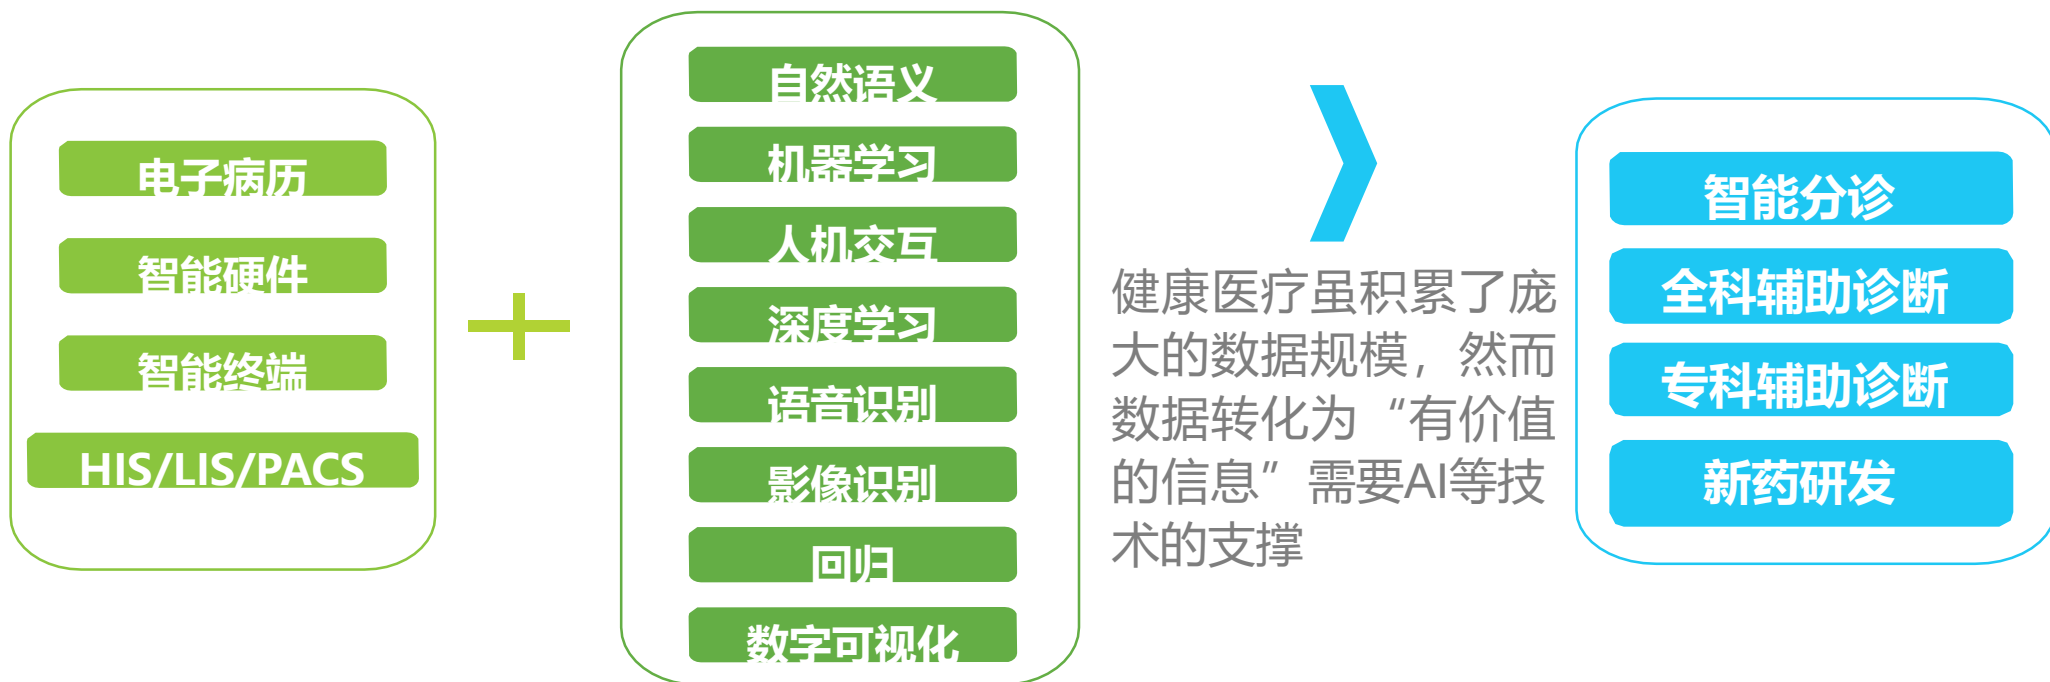 电子病历
智能硬件
智能终端
HIS/LIS/PACS
自然语义
机器学习
人机交互
深度学习
语音识别
影像识别
回归
数字可视化
健康医疗虽积累了庞
大的数据规模，然而
数据转化为“有价值
的信息”需要AI等技
术的支撑
智能分诊
全科辅助诊断
专科辅助诊断
新药研发